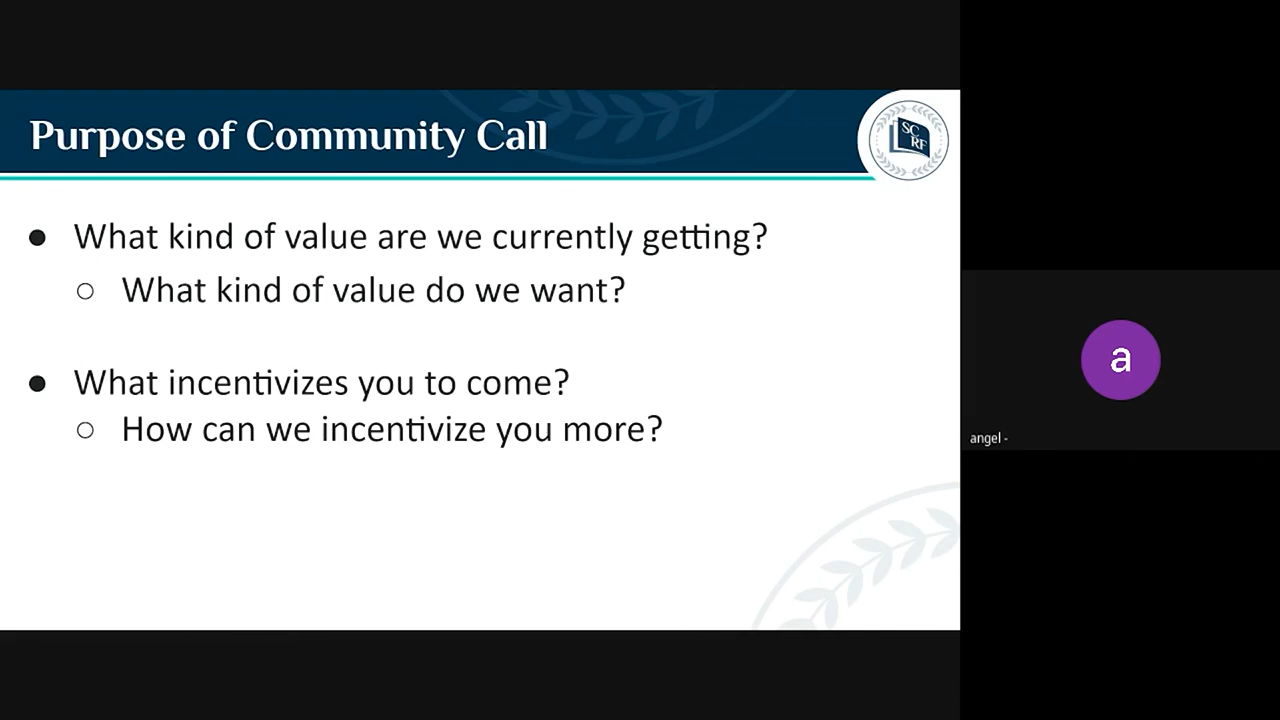 Purpose of Community Call
SC
RF
● What kind of value are we currently getting?
○ What kind of value do we want?
● What incentivizes you to come?
○ How can we incentivize you more?
a
angel -